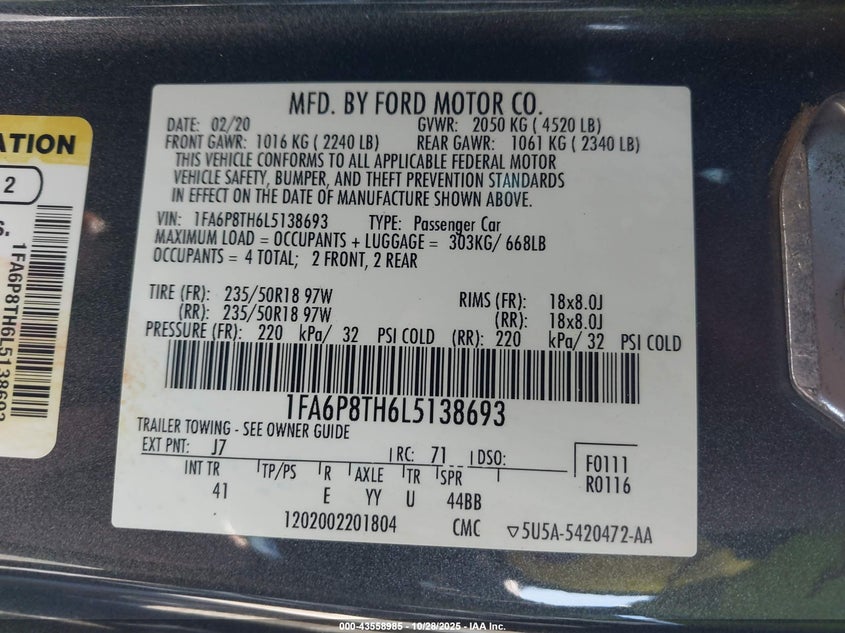 MFD. BY FORD MOTOR CO.
DATE: 02/20 GVWR: 2050 KG ( 4520 LB)
FRONT GAWR: 1016 KG ( 2240 LB) REAR GAWR: 1061 KG ( 2340 LB)
THIS VEHICLE CONFORMS TO ALL APPLICABLE FEDERAL MOTOR
VEHICLE SAFETY, BUMPER, AND THEFT PREVENTION STANDARDS
IN EFFECT ON THE DATE OF MANUFACTURE SHOWN ABOVE.
VIN: 1FA6P8TH6L5138693 TYPE: Passenger Car
MAXIMUM LOAD = OCCUPANTS + LUGGAGE = 303KG/ 668LB
OCCUPANTS = 4 TOTAL; 2 FRONT, 2 REAR
TIRE (FR): 235/50R18 97W RIMS (FR): 18x8.0J
(RR): 235/50R18 97W (RR): 18x8.0J
PRESSURE (FR): 220 kPa/ 32 PSI COLD (RR): 220 kPa/ 32 PSI COLD
1FA6P8TH6L5138693
TRAILER TOWING - SEE OWNER GUIDE
EXT PNT: J7 RC: 71 DSO: F0111
R0116
INT TR TP/PS R AXLE TR SPR
41 E YY U 44BB
1202002201804 CMC ▽5U5A-5420472-AA
ATION
2
1FA6P8TH6L5138693
000-43558985 - 10/28/2025 - IAA Inc.